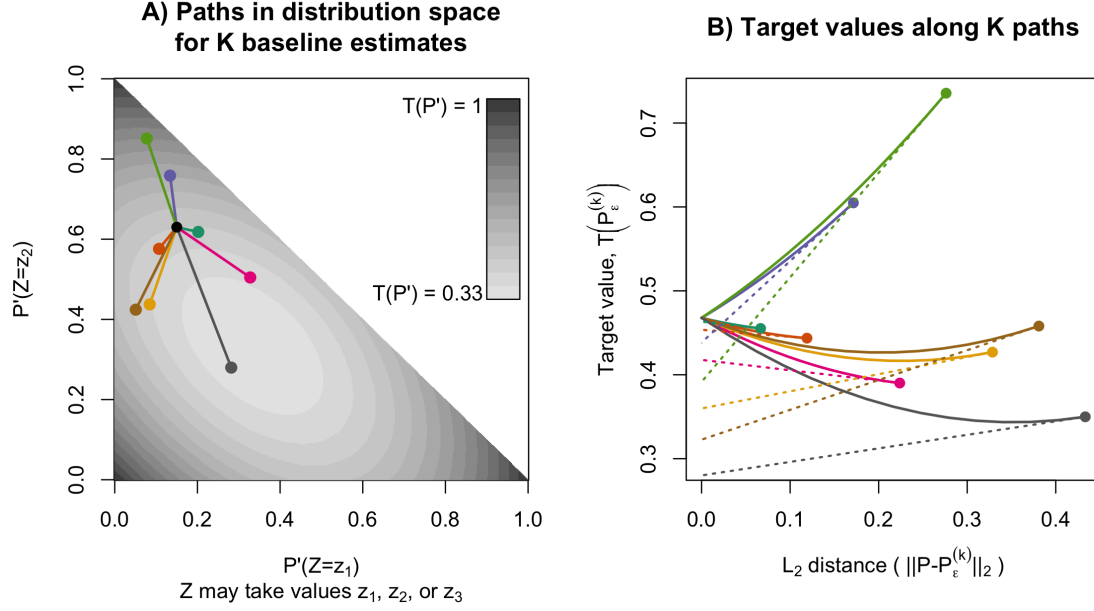 A) Paths in distribution space
for K baseline estimates
T(P') = 1
T(P') = 0.33
P'(Z=z₂)
0.0 0.2 0.4 0.6 0.8 1.0
0.0 0.2 0.4 0.6 0.8 1.0
P'(Z=z₁)
Z may take values z₁, z₂, or z₃
B) Target values along K paths
Target value, T(P_ε^(k))
0.3 0.4 0.5 0.6 0.7
0.0 0.1 0.2 0.3 0.4
L₂ distance ( ||P-P_ε^(k)||₂ )